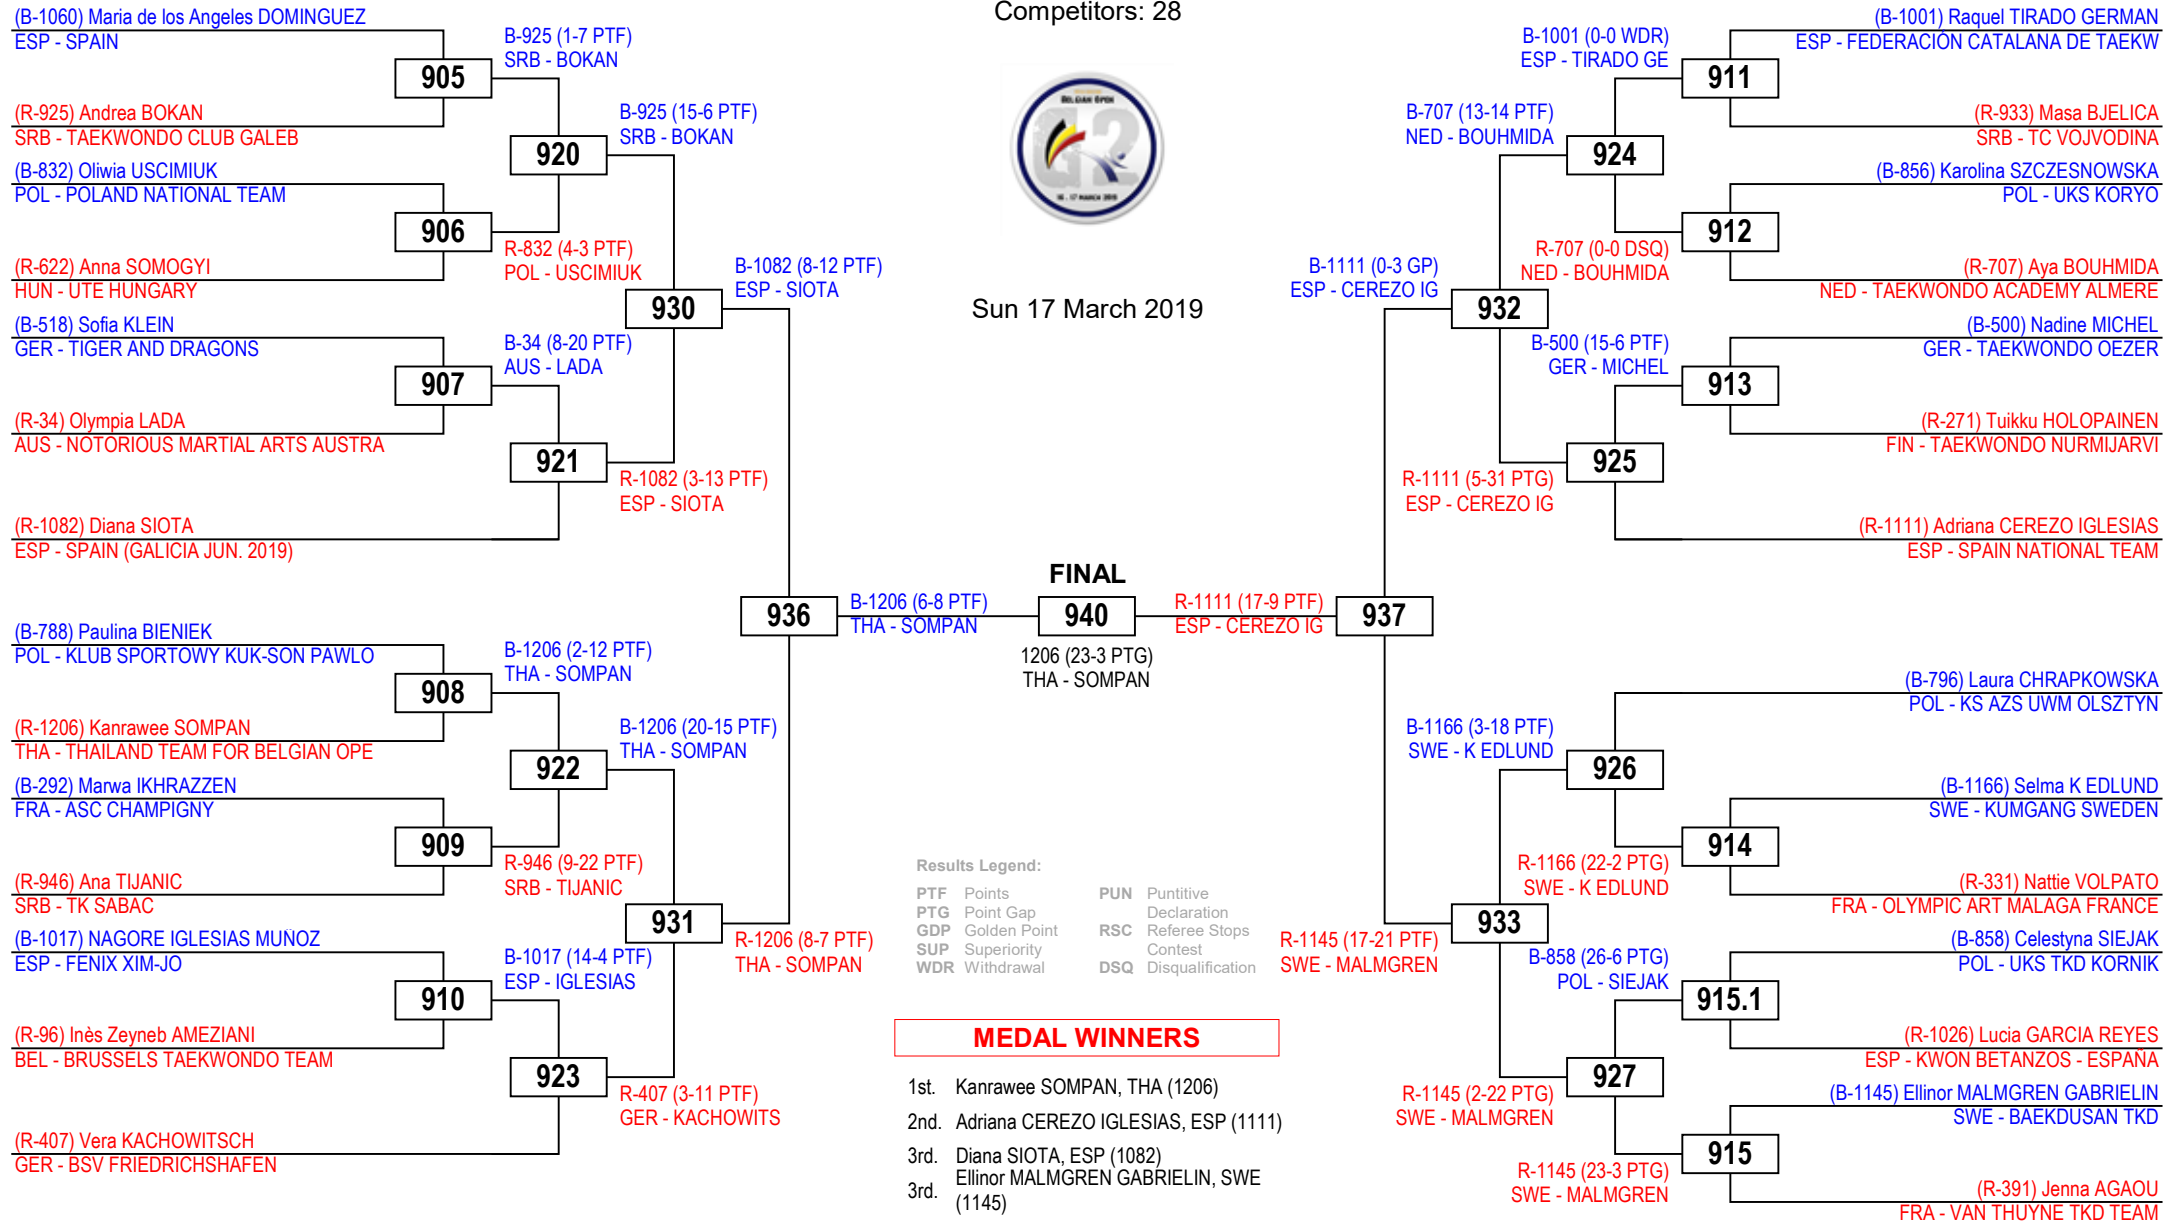 Competitors: 28
BELGIAN OPEN
G2
16 - 17 MARCH 2019
Sun 17 March 2019
(B-1060) Maria de los Angeles DOMINGUEZ
ESP - SPAIN
905
(R-925) Andrea BOKAN
SRB - TAEKWONDO CLUB GALEB
B-925 (1-7 PTF)
SRB - BOKAN
920
(B-832) Oliwia USCIMIUK
POL - POLAND NATIONAL TEAM
906
(R-622) Anna SOMOGYI
HUN - UTE HUNGARY
R-832 (4-3 PTF)
POL - USCIMIUK
B-925 (15-6 PTF)
SRB - BOKAN
930
(B-518) Sofia KLEIN
GER - TIGER AND DRAGONS
907
(R-34) Olympia LADA
AUS - NOTORIOUS MARTIAL ARTS AUSTRA
B-34 (8-20 PTF)
AUS - LADA
921
(R-1082) Diana SIOTA
ESP - SPAIN (GALICIA JUN. 2019)
R-1082 (3-13 PTF)
ESP - SIOTA
B-1082 (8-12 PTF)
ESP - SIOTA
936
(B-788) Paulina BIENIEK
POL - KLUB SPORTOWY KUK-SON PAWLO
908
(R-1206) Kanrawee SOMPAN
THA - THAILAND TEAM FOR BELGIAN OPE
B-1206 (2-12 PTF)
THA - SOMPAN
922
(B-292) Marwa IKHRAZZEN
FRA - ASC CHAMPIGNY
909
(R-946) Ana TIJANIC
SRB - TK SABAC
R-946 (9-22 PTF)
SRB - TIJANIC
B-1206 (20-15 PTF)
THA - SOMPAN
931
(B-1017) NAGORE IGLESIAS MUÑOZ
ESP - FENIX XIM-JO
910
(R-96) Inès Zeyneb AMEZIANI
BEL - BRUSSELS TAEKWONDO TEAM
B-1017 (14-4 PTF)
ESP - IGLESIAS
923
(R-407) Vera KACHOWITSCH
GER - BSV FRIEDRICHSHAFEN
R-407 (3-11 PTF)
GER - KACHOWITS
R-1206 (8-7 PTF)
THA - SOMPAN
B-1206 (6-8 PTF)
THA - SOMPAN
FINAL
940
1206 (23-3 PTG)
THA - SOMPAN
R-1111 (17-9 PTF)
ESP - CEREZO IG
937
(B-1001) Raquel TIRADO GERMAN
ESP - FEDERACIÓN CATALANA DE TAEKW
911
(R-933) Masa BJELICA
SRB - TC VOJVODINA
B-1001 (0-0 WDR)
ESP - TIRADO GE
924
(B-856) Karolina SZCZESNOWSKA
POL - UKS KORYO
912
(R-707) Aya BOUHMIDA
NED - TAEKWONDO ACADEMY ALMERE
R-707 (0-0 DSQ)
NED - BOUHMIDA
B-707 (13-14 PTF)
NED - BOUHMIDA
932
(B-500) Nadine MICHEL
GER - TAEKWONDO OEZER
913
(R-271) Tuikku HOLOPAINEN
FIN - TAEKWONDO NURMIJARVI
B-500 (15-6 PTF)
GER - MICHEL
925
(R-1111) Adriana CEREZO IGLESIAS
ESP - SPAIN NATIONAL TEAM
R-1111 (5-31 PTG)
ESP - CEREZO IG
B-1111 (0-3 GP)
ESP - CEREZO IG
(B-796) Laura CHRAPKOWSKA
POL - KS AZS UWM OLSZTYN
926
(B-1166) Selma K EDLUND
SWE - KUMGANG SWEDEN
914
(R-331) Nattie VOLPATO
FRA - OLYMPIC ART MALAGA FRANCE
R-1166 (22-2 PTG)
SWE - K EDLUND
B-1166 (3-18 PTF)
SWE - K EDLUND
933
(B-858) Celestyna SIEJAK
POL - UKS TKD KORNIK
915.1
(R-1026) Lucia GARCIA REYES
ESP - KWON BETANZOS - ESPAÑA
B-858 (26-6 PTG)
POL - SIEJAK
927
(B-1145) Ellinor MALMGREN GABRIELIN
SWE - BAEKDUSAN TKD
915
(R-391) Jenna AGAOU
FRA - VAN THUYNE TKD TEAM
R-1145 (23-3 PTG)
SWE - MALMGREN
R-1145 (2-22 PTG)
SWE - MALMGREN
R-1145 (17-21 PTF)
SWE - MALMGREN
Results Legend:
PTF Points
PTG Point Gap
GDP Golden Point
SUP Superiority
WDR Withdrawal
PUN Puntitive
Declaration
RSC Referee Stops
Contest
DSQ Disqualification
MEDAL WINNERS
1st. Kanrawee SOMPAN, THA (1206)
2nd. Adriana CEREZO IGLESIAS, ESP (1111)
3rd. Diana SIOTA, ESP (1082)
3rd. Ellinor MALMGREN GABRIELIN, SWE
(1145)